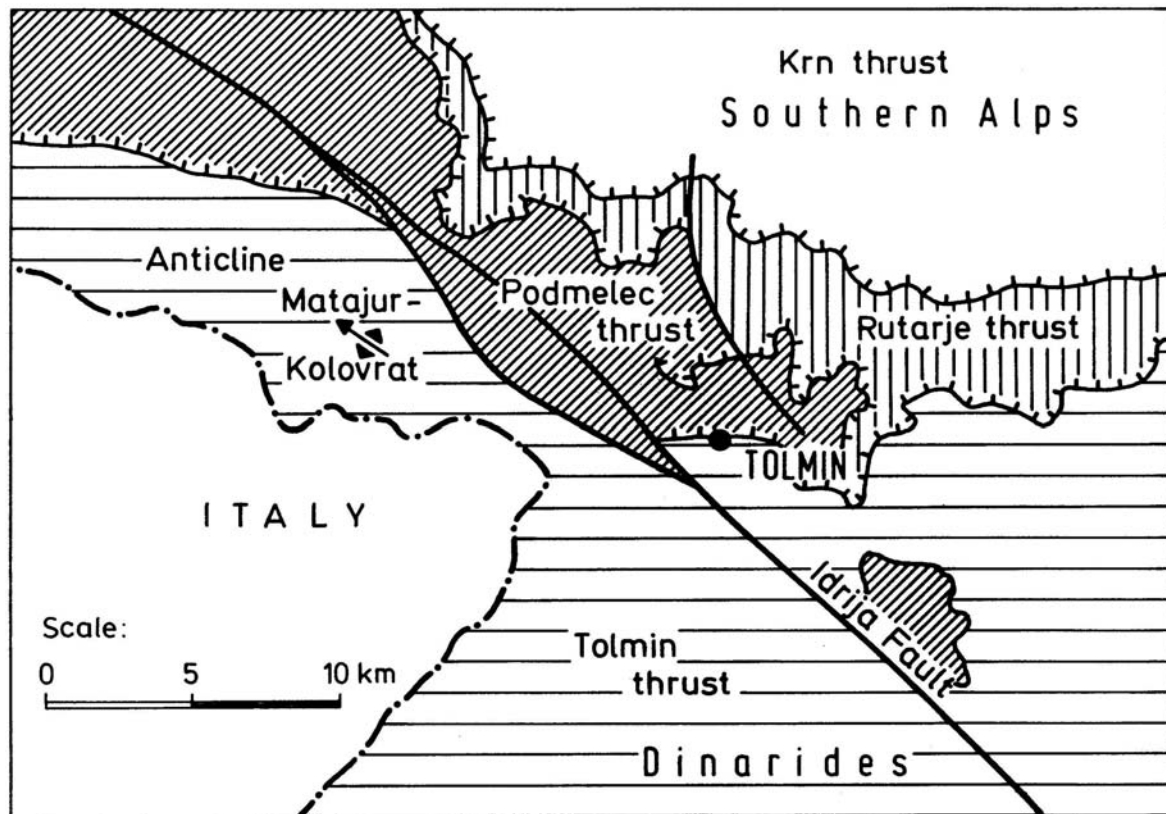 Krn thrust
Southern Alps
Anticline
Matajur-
Kolovrat
Podmelec
thrust
Rutarje thrust
TOLMIN
ITALY
Idrija Fault
Scale:
0 5 10 km
Tolmin
thrust
Dinarides